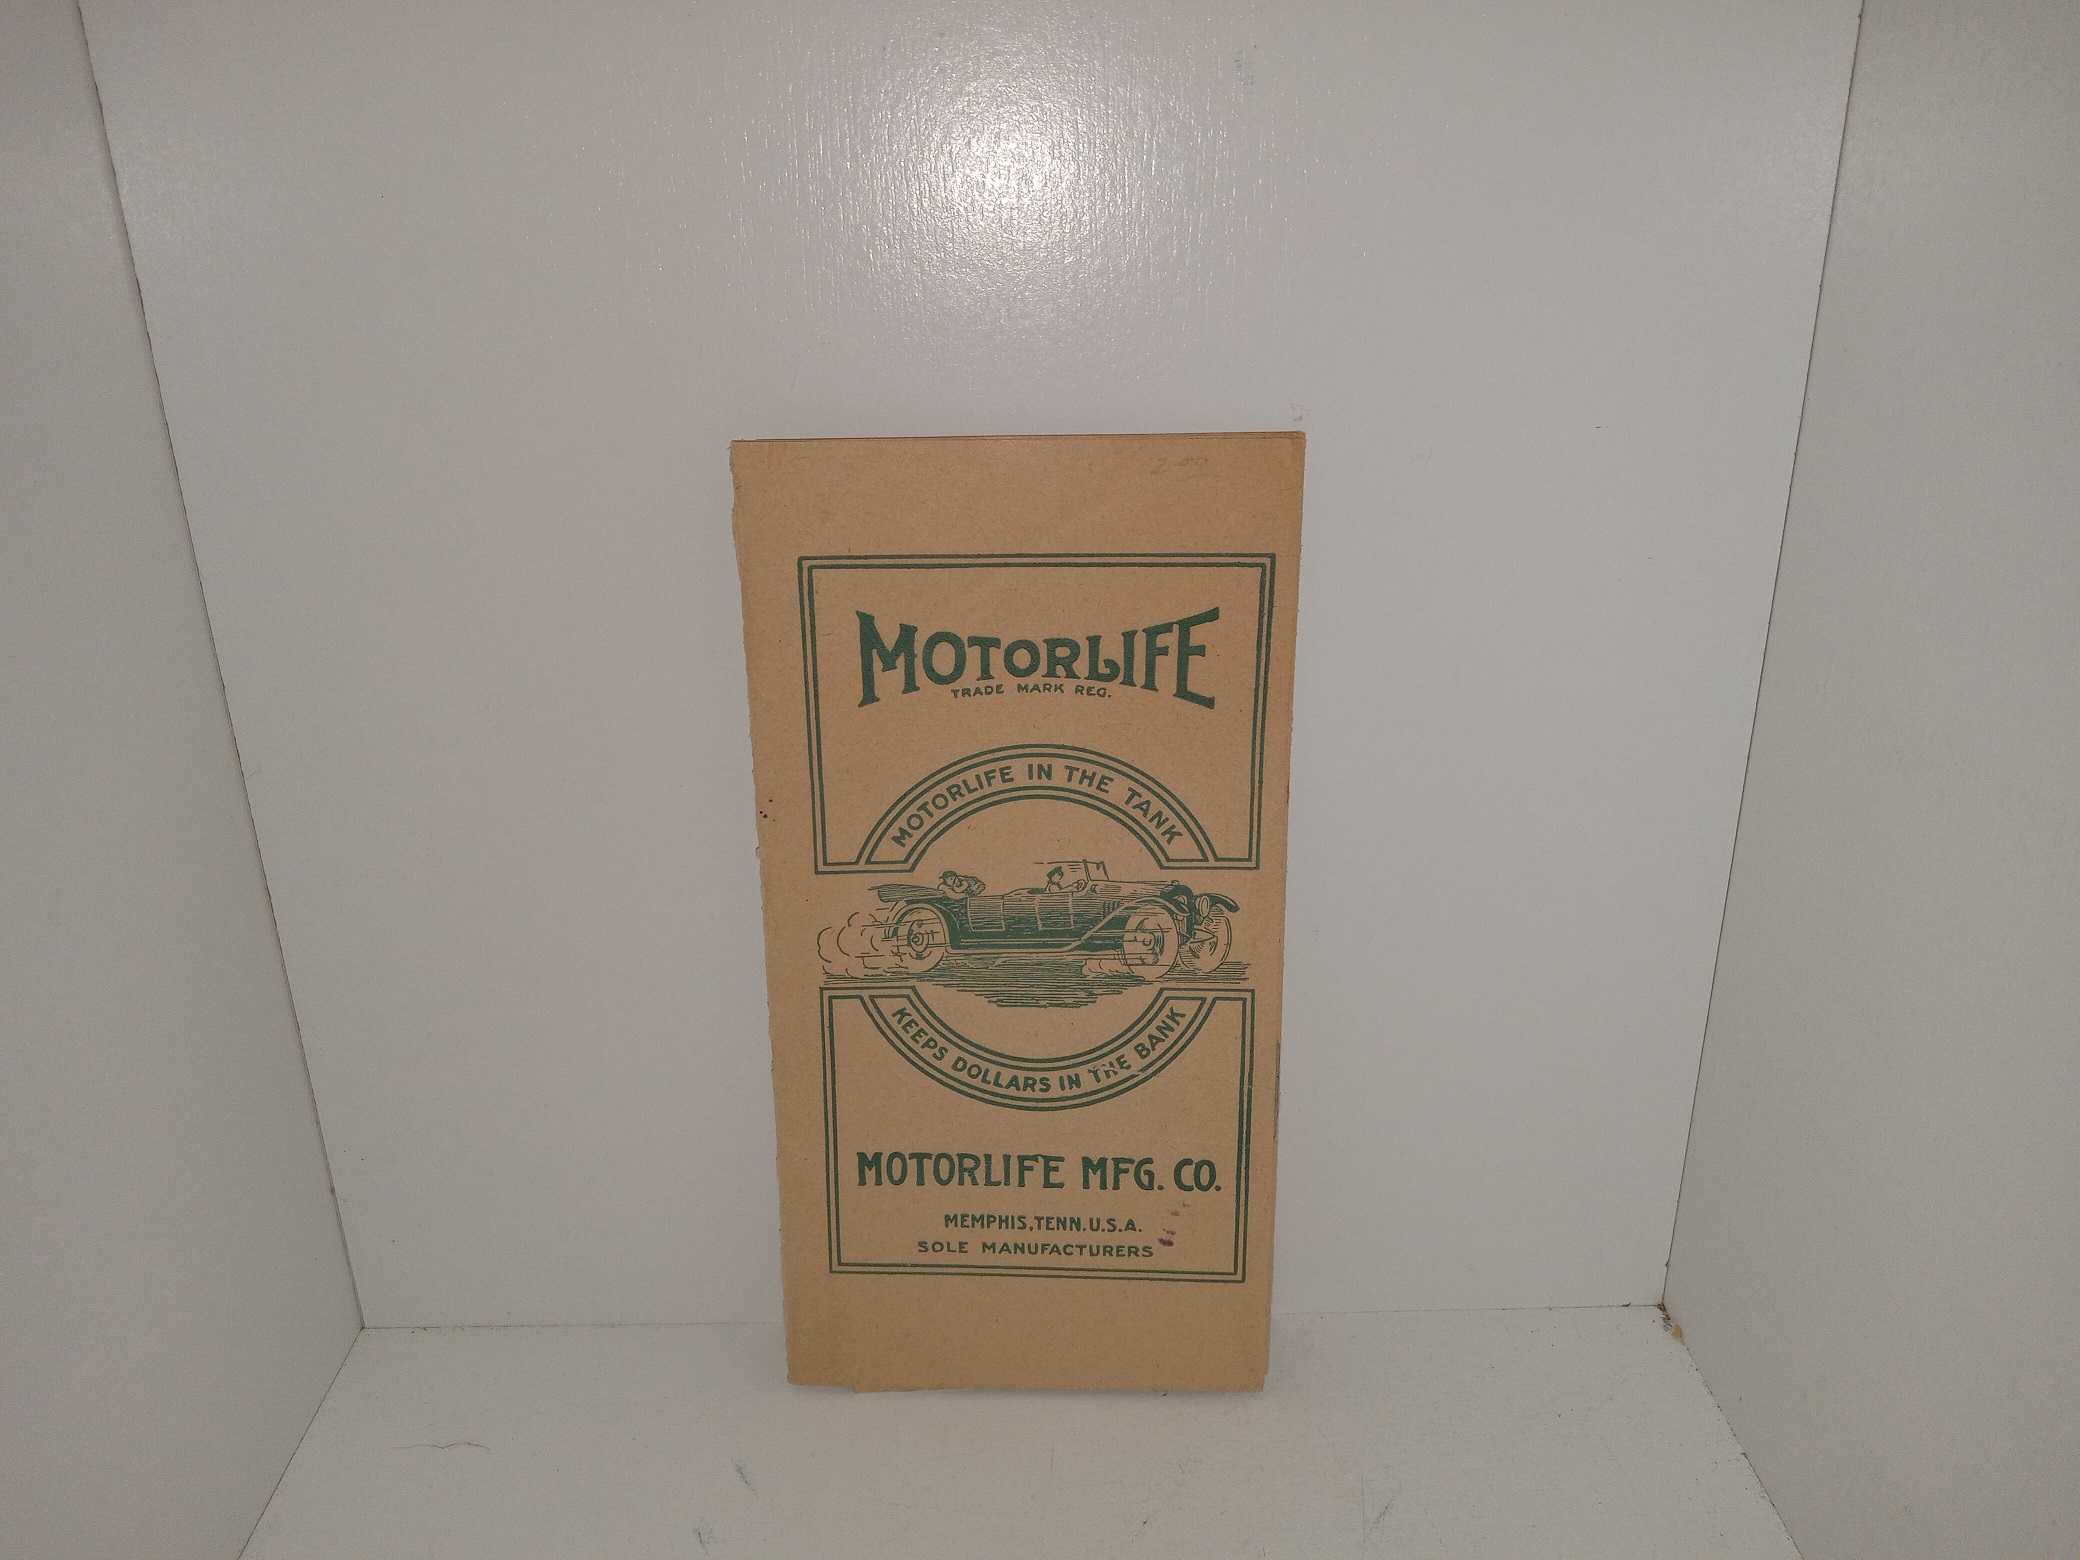 MOTORLIFE
TRADE MARK REG.
MOTORLIFE IN THE TANK
KEEPS DOLLARS IN THE BANK
MOTORLIFE MFG. CO.
MEMPHIS, TENN. U.S.A.
SOLE MANUFACTURERS